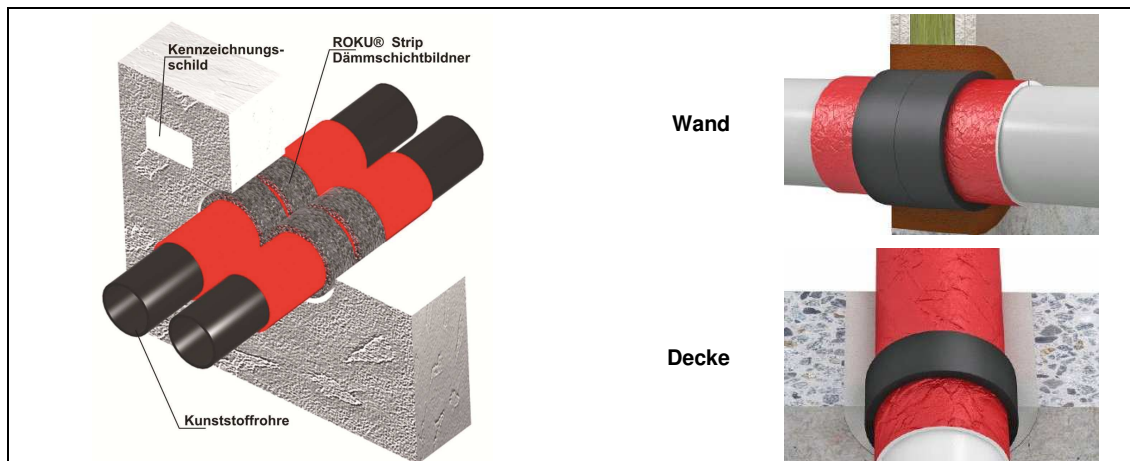 Kennzeichnungs-
schild
ROKU® Strip
Dämmschichtbildner
Kunststoffrohre
Wand
Decke